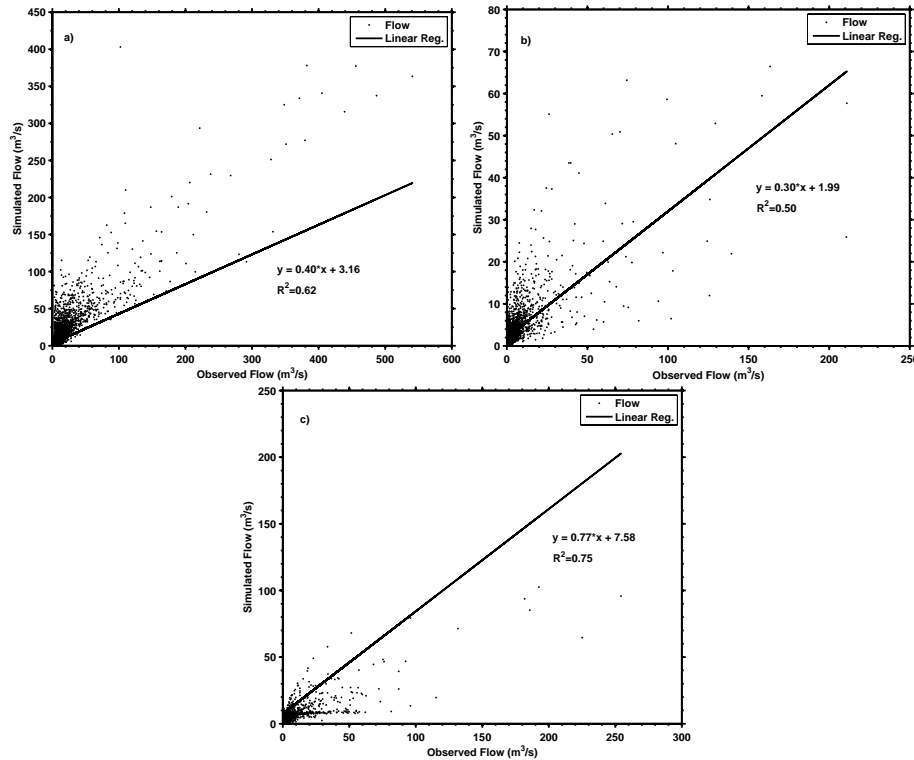 a)
Flow
Linear Reg.
450
400
350
300
250
200
150
100
50
0
Simulated Flow (m³/s)
y = 0.40*x + 3.16
R²=0.62
0 100 200 300 400 500 600
Observed Flow (m³/s)
b)
Flow
Linear Reg.
80
70
60
50
40
30
20
10
0
Simulated Flow (m³/s)
y = 0.30*x + 1.99
R²=0.50
0 50 100 150 200 250
Observed Flow (m³/s)
c)
Flow
Linear Reg.
250
200
150
100
50
0
Simulated Flow (m³/s)
y = 0.77*x + 7.58
R²=0.75
0 50 100 150 200 250 300
Observed Flow (m³/s)